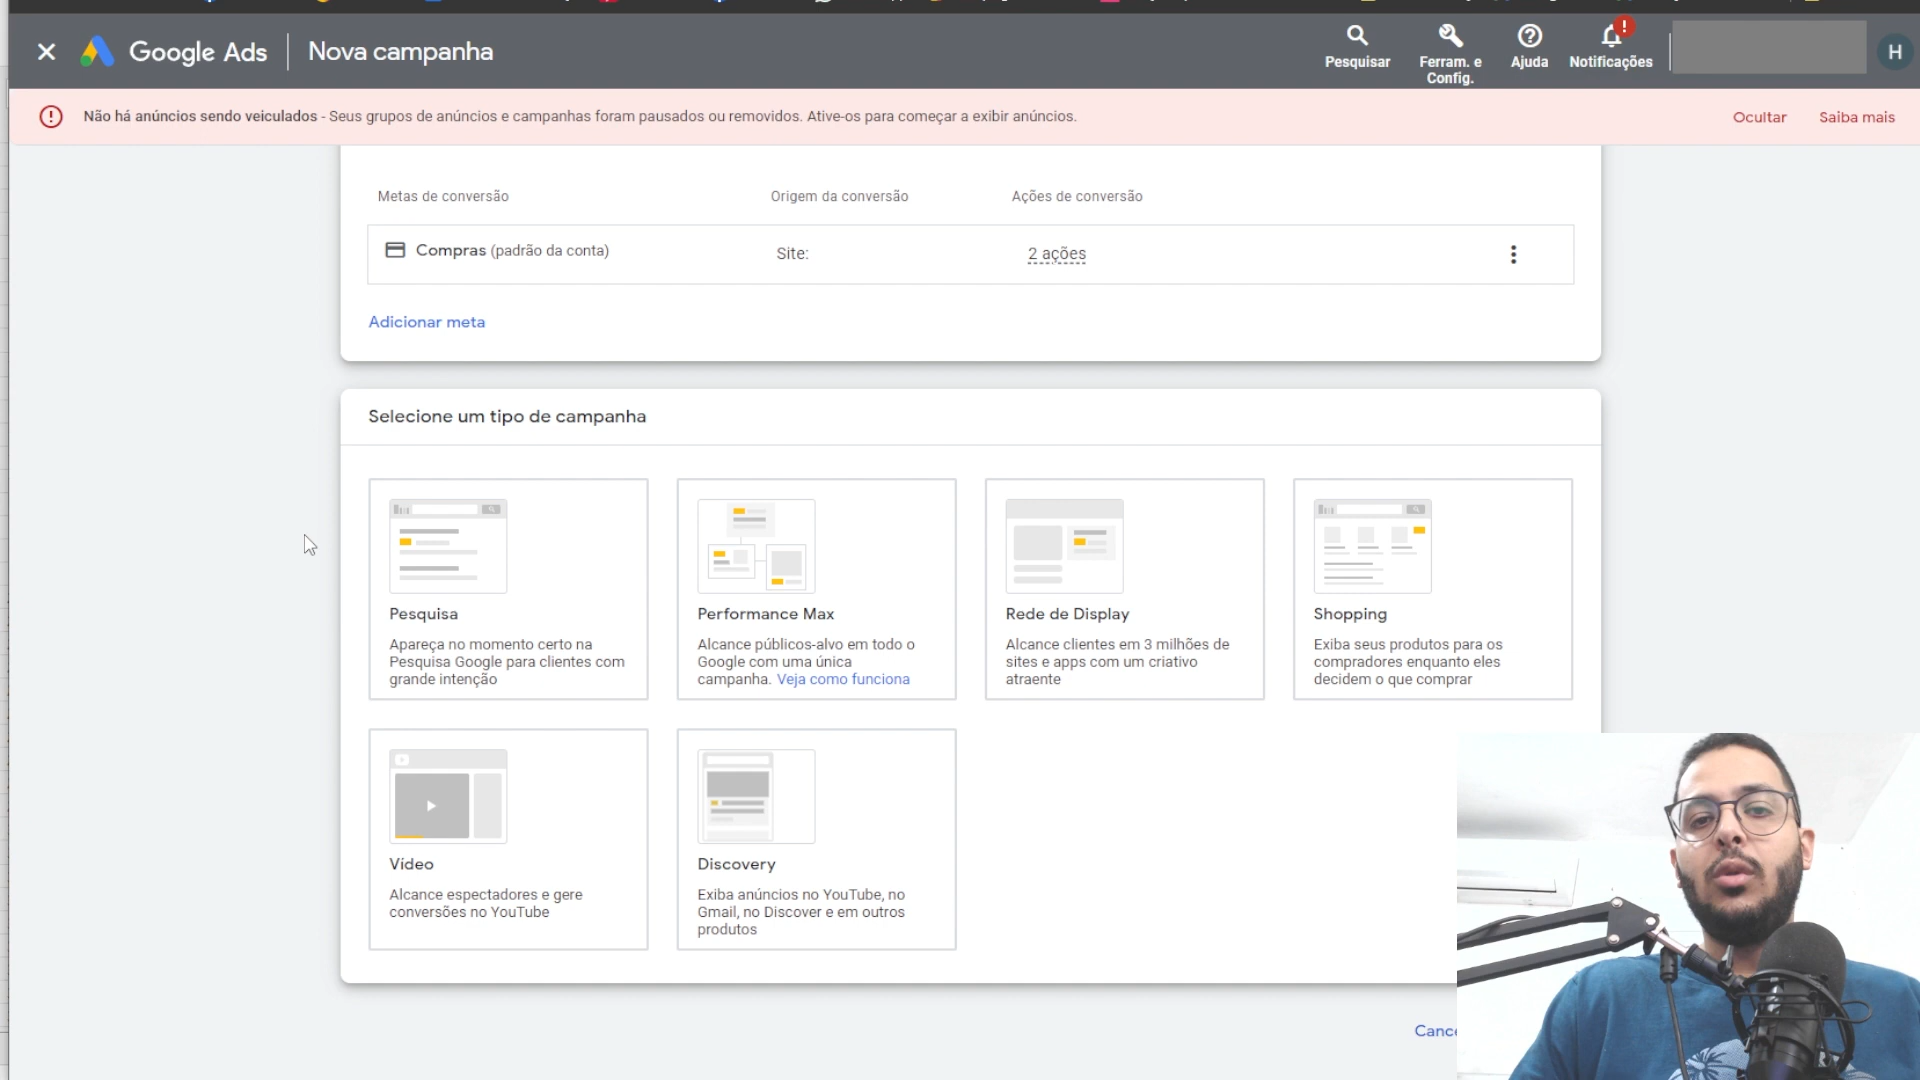 Google Ads
Nova campanha
Pesquisar
Ferram. e
Config.
Ajuda
Notificações
H
Não há anúncios sendo veiculados - Seus grupos de anúncios e campanhas foram pausados ou removidos. Ative-os para começar a exibir anúncios.
Ocultar
Saiba mais
Metas de conversão
Origem da conversão
Ações de conversão
Compras (padrão da conta)
Site:
2 ações
Adicionar meta
Selecione um tipo de campanha
Pesquisa
Apareça no momento certo na
Pesquisa Google para clientes com
grande intenção
Performance Max
Alcance públicos-alvo em todo o
Google com uma única
campanha. Veja como funciona
Rede de Display
Alcance clientes em 3 milhões de
sites e apps com um criativo
atraente
Shopping
Exiba seus produtos para os
compradores enquanto eles
decidem o que comprar
Vídeo
Alcance espectadores e gere
conversões no YouTube
Discovery
Exiba anúncios no YouTube, no
Gmail, no Discover e em outros
produtos
Cance